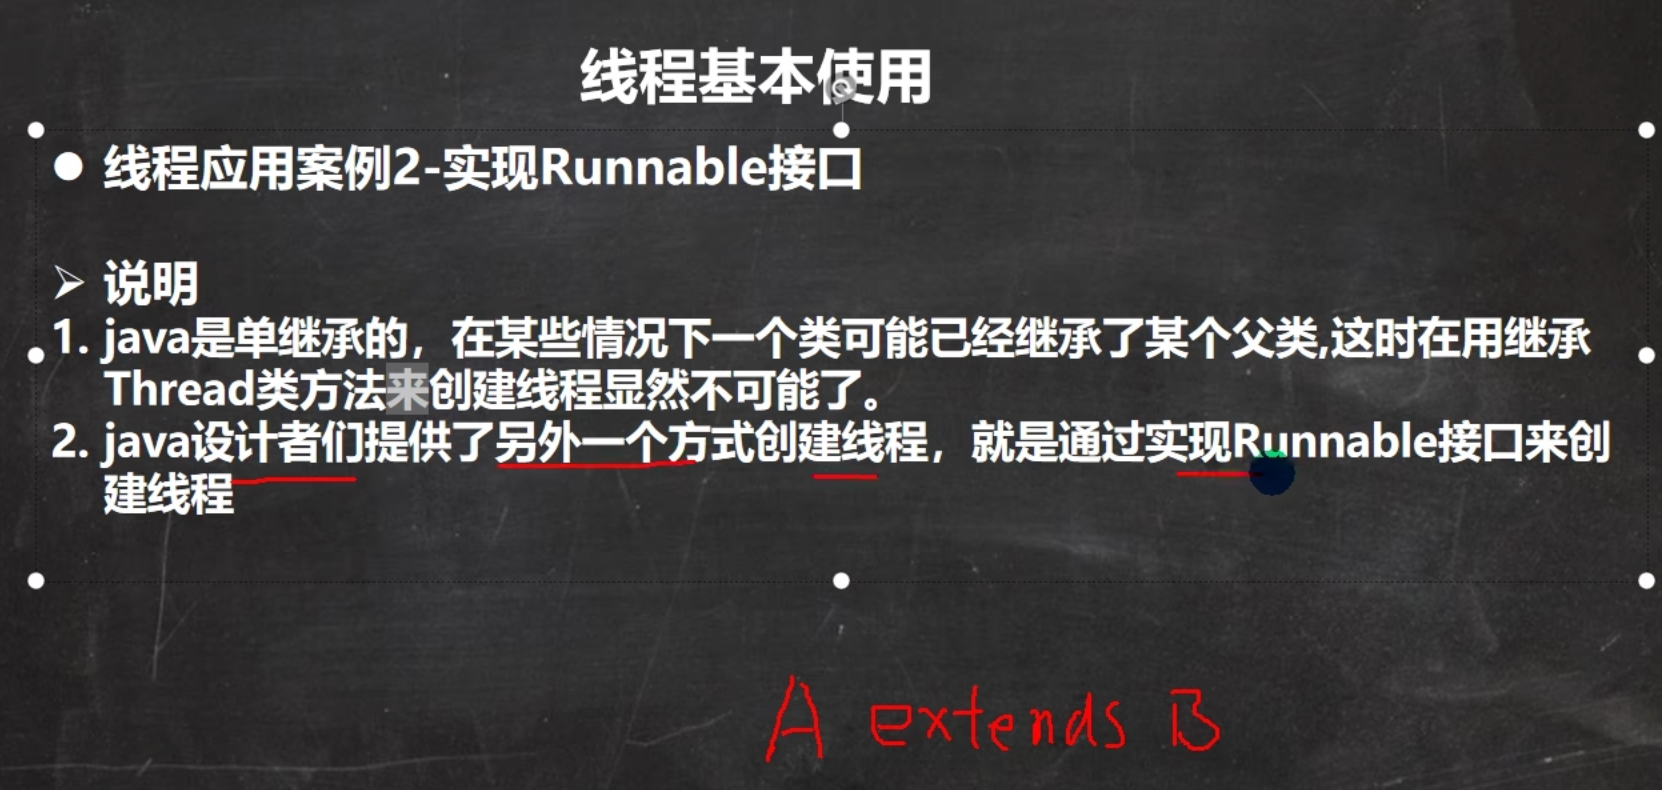 线程基本使用
● 线程应用案例2-实现Runnable接口
➢ 说明
1. java是单继承的，在某些情况下一个类可能已经继承了某个父类,这时在用继承
Thread类方法来创建线程显然不可能了。
2. java设计者们提供了另外一个方式创建线程，就是通过实现Runnable接口来创
建线程
A extends B